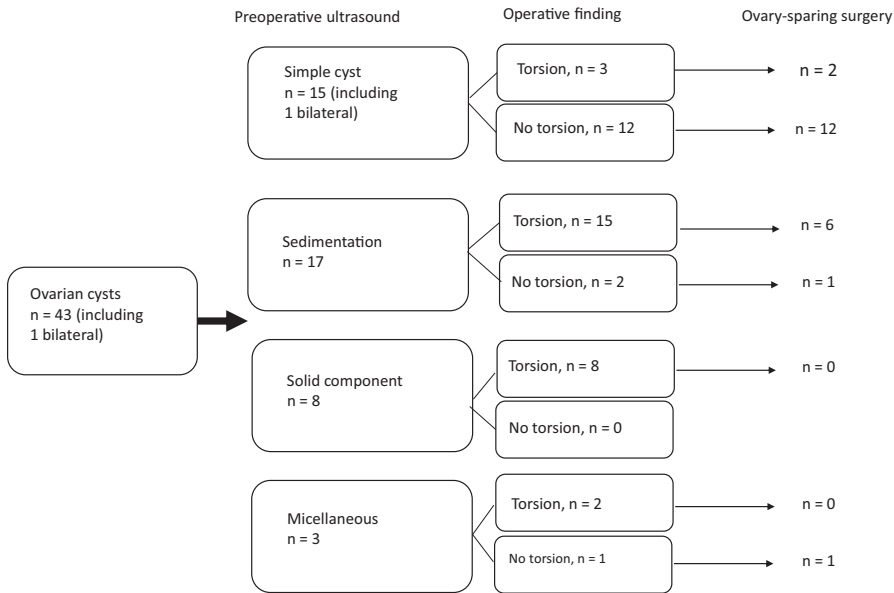 Preoperative ultrasound
Operative finding
Ovary-sparing surgery
Ovarian cysts
n = 43 (including
1 bilateral)
Simple cyst
n = 15 (including
1 bilateral)
Torsion, n = 3
n = 2
No torsion, n = 12
n = 12
Sedimentation
n = 17
Torsion, n = 15
n = 6
No torsion, n = 2
n = 1
Solid component
n = 8
Torsion, n = 8
n = 0
No torsion, n = 0
Micellaneous
n = 3
Torsion, n = 2
n = 0
No torsion, n = 1
n = 1